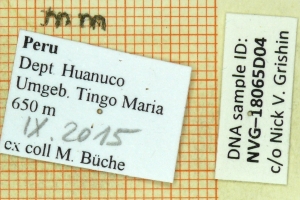 mm
Peru
Dept Huanuco
Umgeb. Tingo Maria
650 m
IX. 2015
ex coll M. Büche
DNA sample ID:
NVG-18065D04
c/o Nick V. Grishin